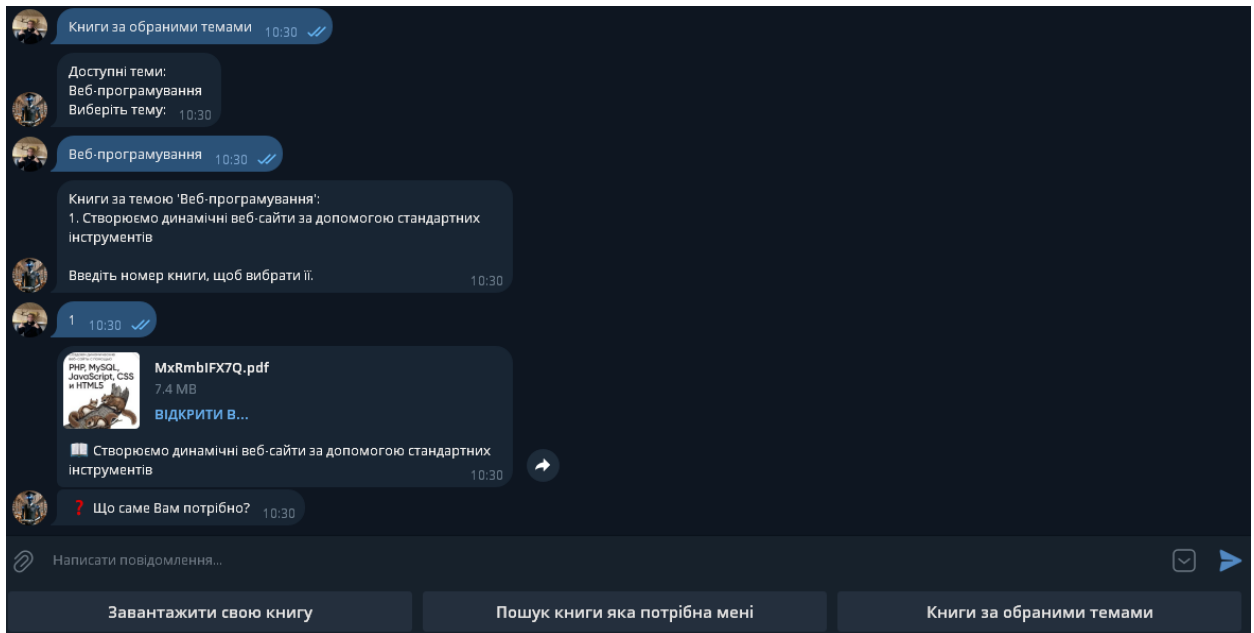 Книги за обраними темами 10:30
Доступні теми:
Веб-програмування
Виберіть тему: 10:30
Веб-програмування 10:30
Книги за темою 'Веб-програмування':
1. Створюємо динамічні веб-сайти за допомогою стандартних
інструментів
Введіть номер книги, щоб вибрати її. 10:30
1 10:30
PHP, MySQL,
JavaScript, CSS
и HTML5
MxRmbIFX7Q.pdf
7.4 MB
ВІДКРИТИ В...
📖 Створюємо динамічні веб-сайти за допомогою стандартних
інструментів 10:30
❓ Що саме Вам потрібно? 10:30
Написати повідомлення...
Завантажити свою книгу
Пошук книги яка потрібна мені
Книги за обраними темами